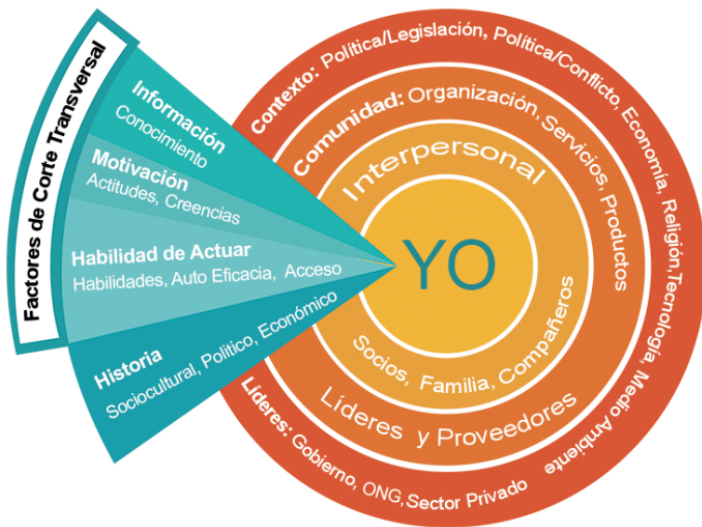 Factores de Corte Transversal
Información
Conocimiento
Motivación
Actitudes, Creencias
Habilidad de Actuar
Habilidades, Auto Eficacia, Acceso
Historia
Sociocultural, Político, Económico
Contexto: Política/Legislación, Política/Conflicto, Economía, Religión,Tecnología, Medio Ambiente
Comunidad: Organización, Servicios, Productos
Interpersonal
YO
Socios, Familia, Compañeros
Líderes y Proveedores
Líderes: Gobierno, ONG,Sector Privado